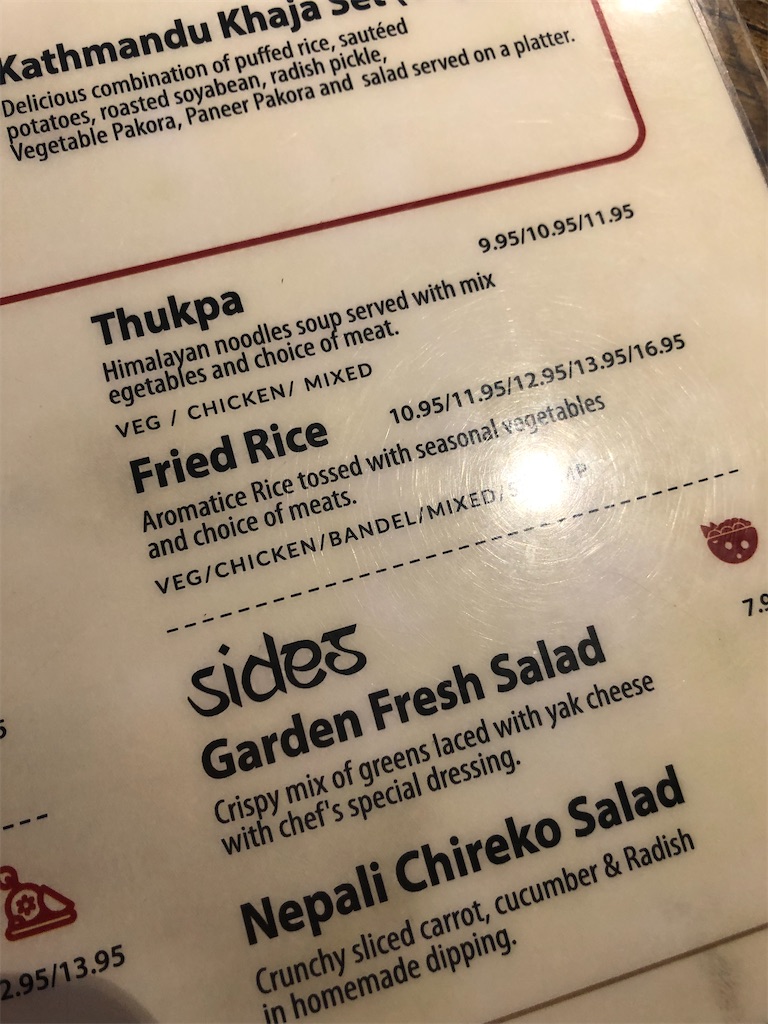 Kathmandu Khaja Set (
Delicious combination of puffed rice, sautéed
potatoes, roasted soyabean, radish pickle,
Vegetable Pakora, Paneer Pakora and salad served on a platter.
9.95/10.95/11.95
Thukpa
Himalayan noodles soup served with mix
egetables and choice of meat.
VEG / CHICKEN/ MIXED
10.95/11.95/12.95/13.95/16.95
Fried Rice
Aromatice Rice tossed with seasonal vegetables
and choice of meats.
VEG/CHICKEN/BANDEL/MIXED/
sides
7.9
Garden Fresh Salad
Crispy mix of greens laced with yak cheese
with chef's special dressing.
Nepali Chireko Salad
Crunchy sliced carrot, cucumber & Radish
in homemade dipping.
5
2.95/13.95